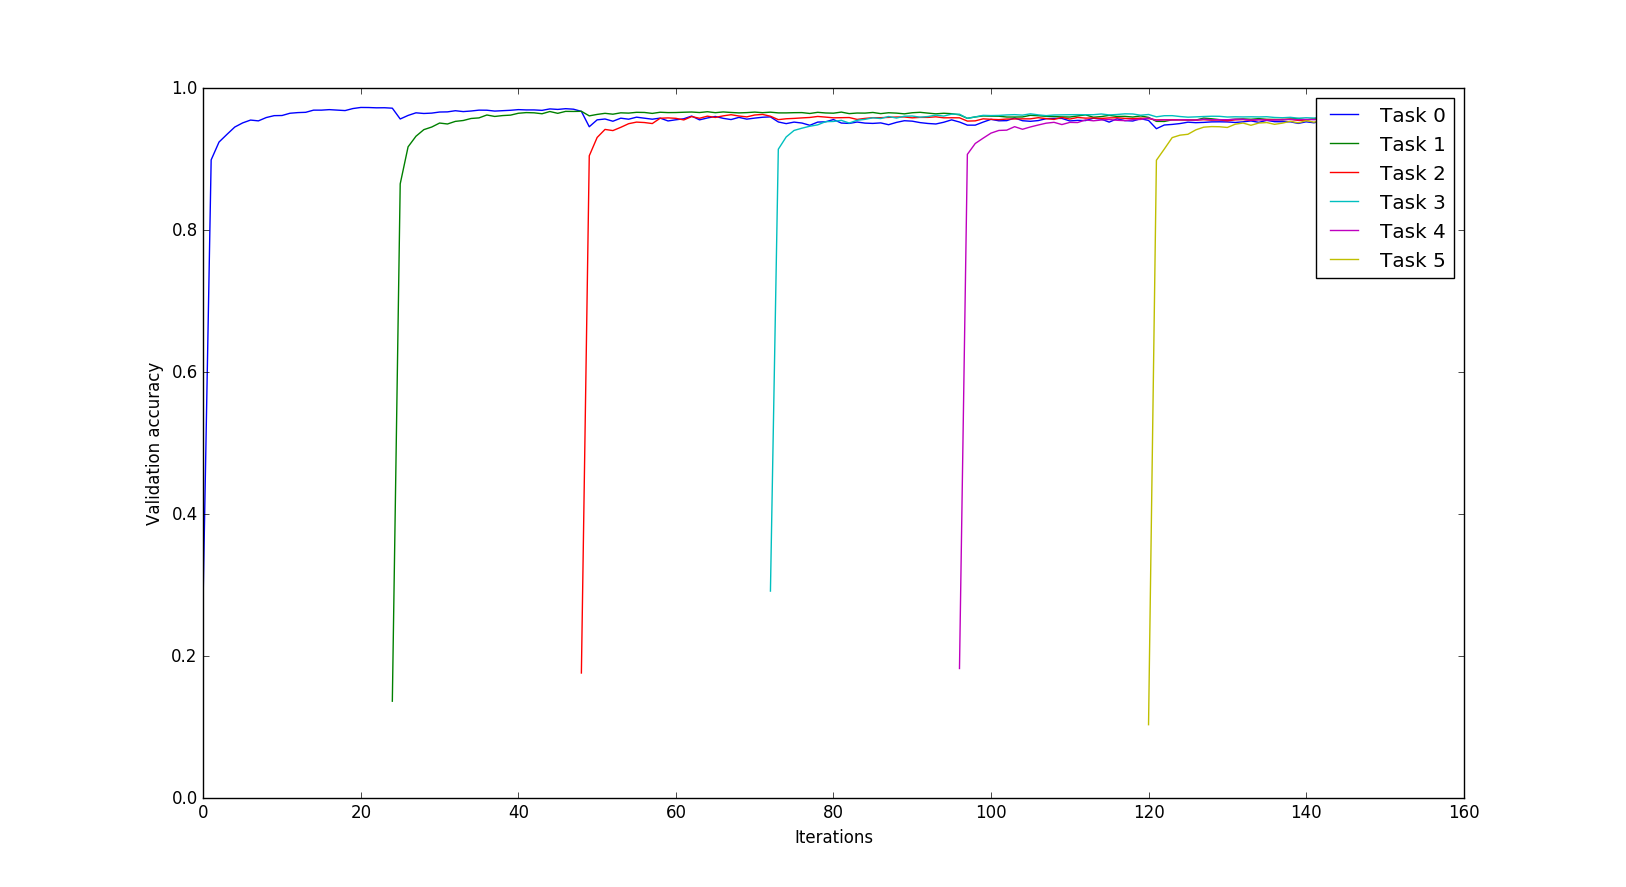 1.0
0.8
0.6
0.4
0.2
0.0
Validation accuracy
Task 0
Task 1
Task 2
Task 3
Task 4
Task 5
0 20 40 60 80 100 120 140 160
Iterations